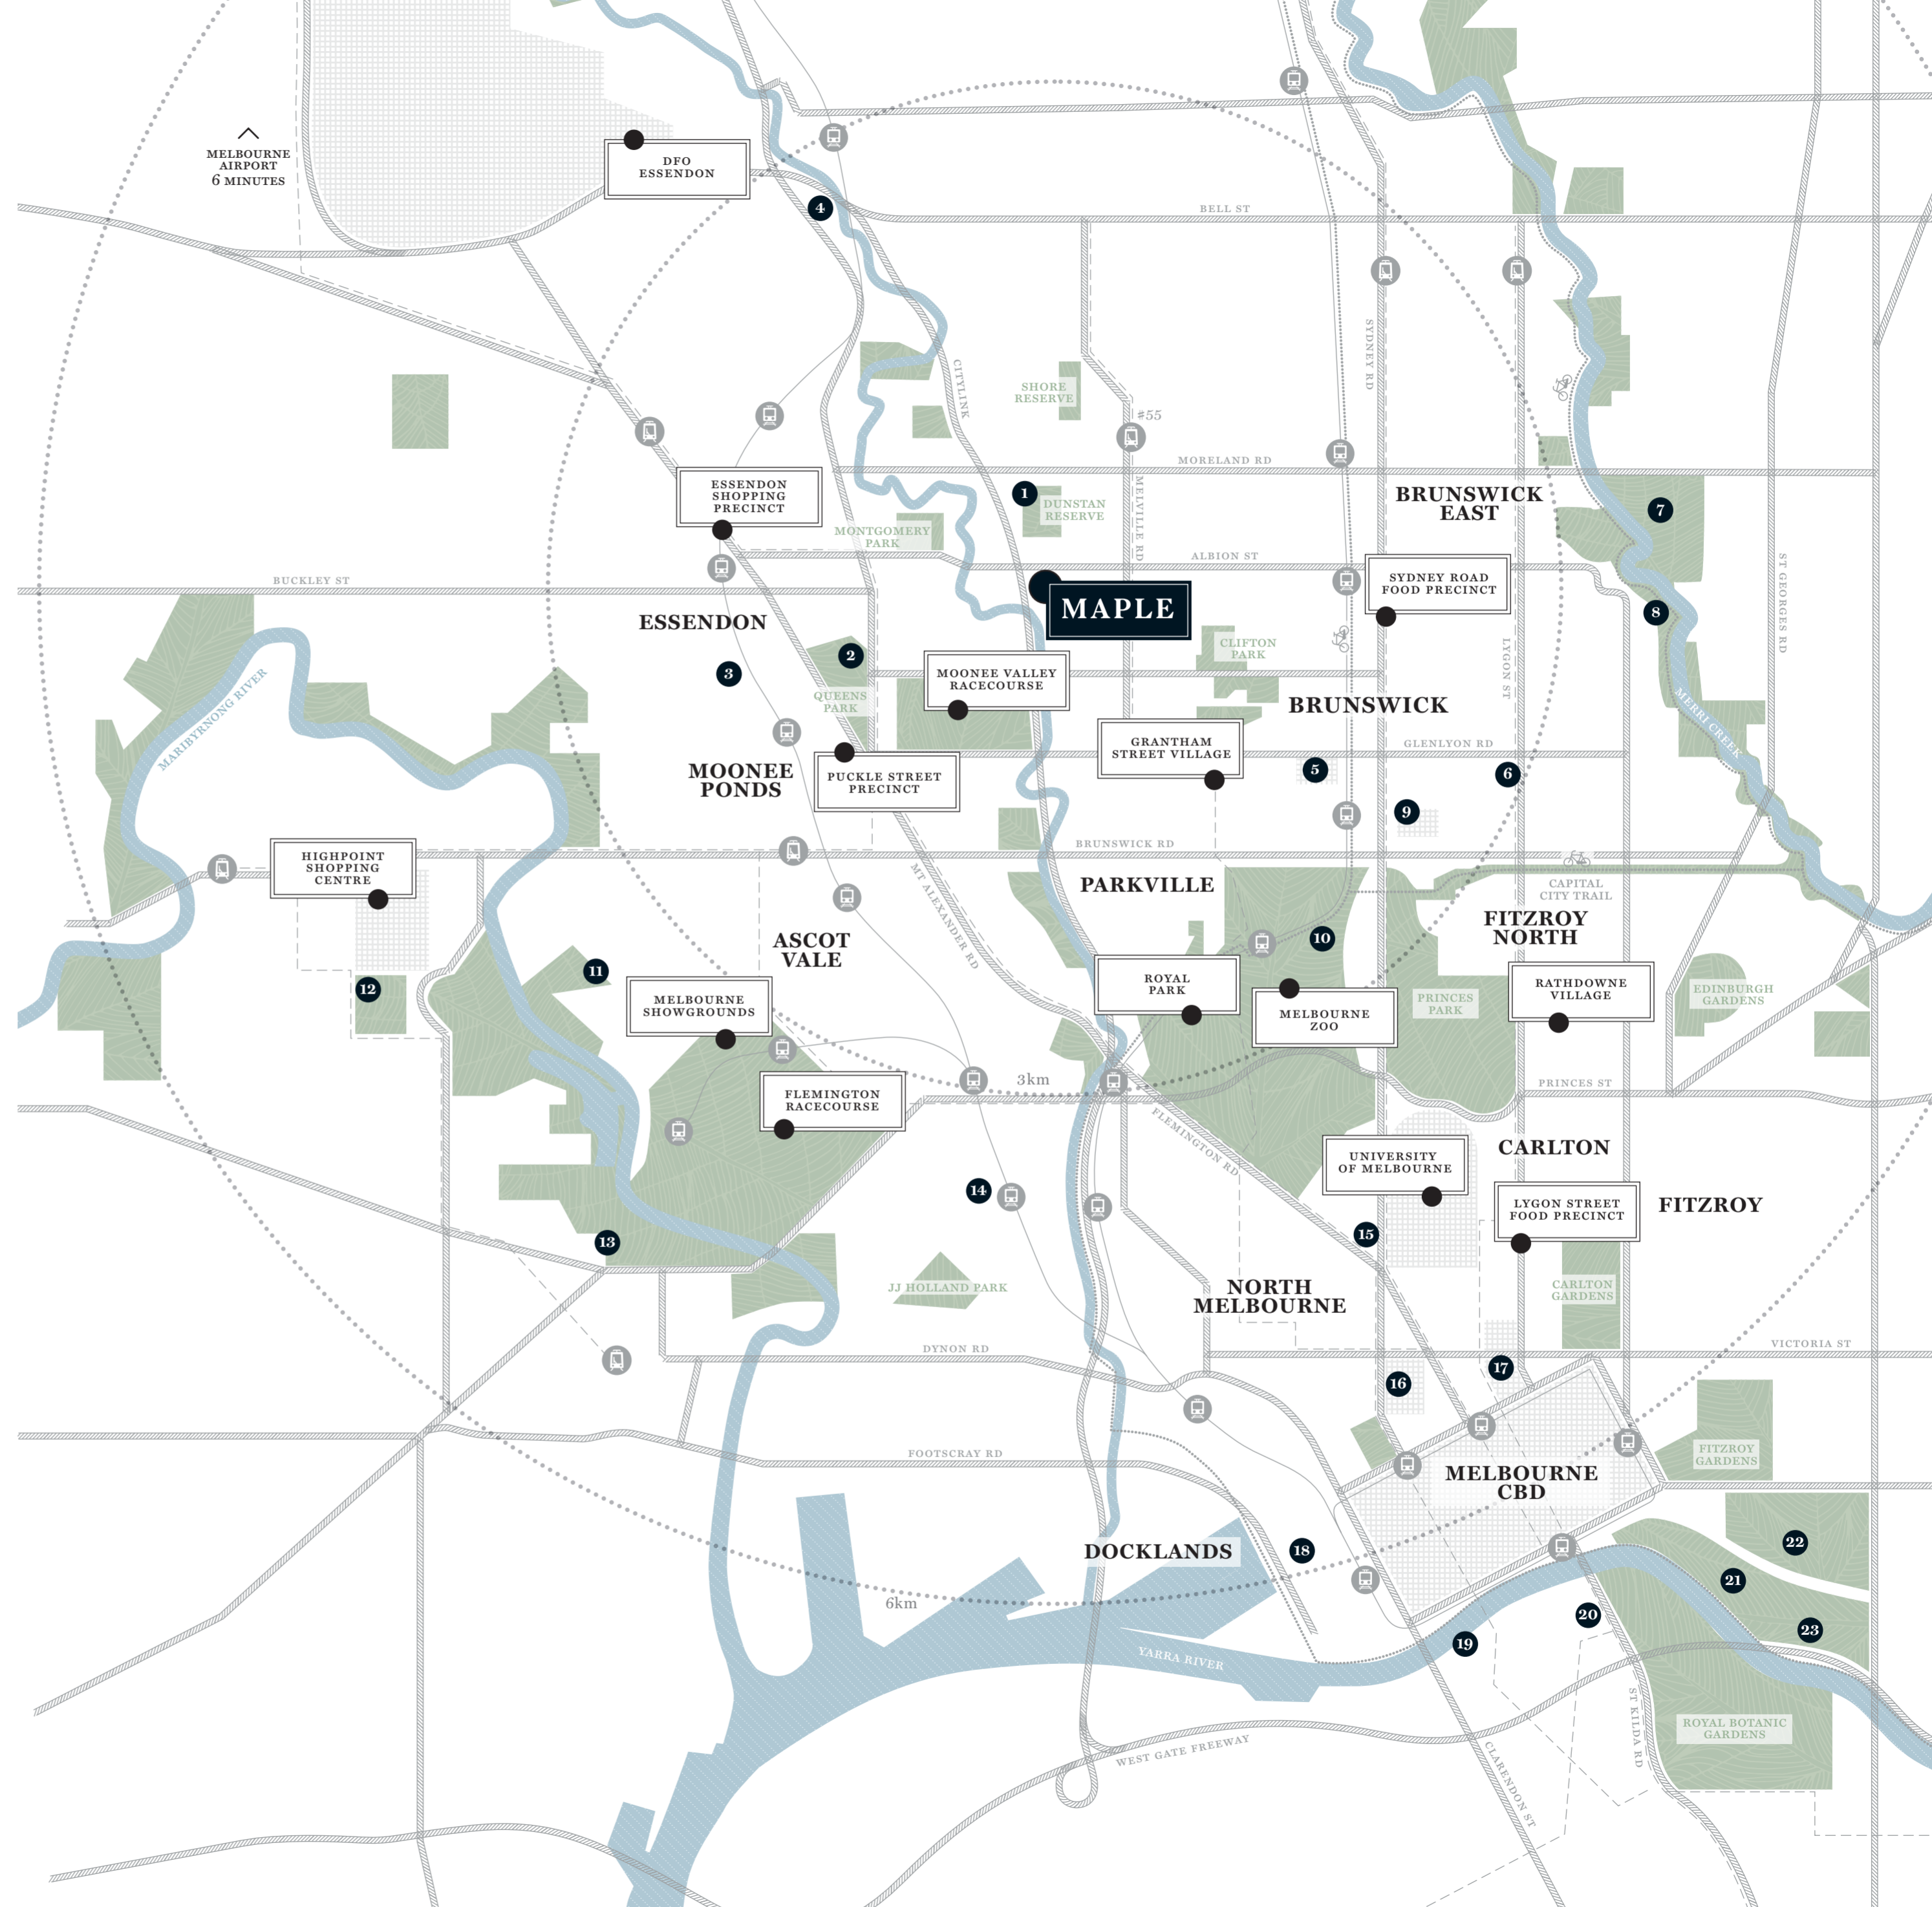 MELBOURNE
AIRPORT
6 MINUTES
DFO
ESSENDON
4
BELL ST
SYDNEY RD
CITYLINK
SHORE
RESERVE
#55
MORELAND RD
ESSENDON
SHOPPING
PRECINCT
1
DUNSTAN
RESERVE
MELVILLE RD
BRUNSWICK
EAST
7
MONTGOMERY
PARK
ALBION ST
ST GEORGES RD
BUCKLEY ST
SYDNEY ROAD
FOOD PRECINCT
MAPLE
8
ESSENDON
CLIFTON
PARK
LYGON ST
2
3
MOONEE VALLEY
RACECOURSE
QUEENS
PARK
BRUNSWICK
MERRI CREEK
MARIBYRNONG RIVER
GRANTHAM
STREET VILLAGE
GLENLYON RD
MOONEE
PONDS
PUCKLE STREET
PRECINCT
5
6
9
HIGHPOINT
SHOPPING
CENTRE
BRUNSWICK RD
MT ALEXANDER RD
PARKVILLE
CAPITAL
CITY TRAIL
FITZROY
NORTH
ASCOT
VALE
10
11
12
ROYAL
PARK
RATHDOWNE
VILLAGE
EDINBURGH
GARDENS
MELBOURNE
SHOWGROUNDS
MELBOURNE
ZOO
PRINCES
PARK
3km
PRINCES ST
FLEMINGTON
RACECOURSE
FLEMINGTON RD
CARLTON
UNIVERSITY
OF MELBOURNE
14
LYGON STREET
FOOD PRECINCT
FITZROY
13
15
JJ HOLLAND PARK
NORTH
MELBOURNE
CARLTON
GARDENS
DYNON RD
VICTORIA ST
16
17
FOOTSCRAY RD
FITZROY
GARDENS
MELBOURNE
CBD
DOCKLANDS
18
22
21
6km
20
23
19
YARRA RIVER
ST KILDA RD
ROYAL BOTANIC
GARDENS
WEST GATE FREEWAY
CLARENDON ST